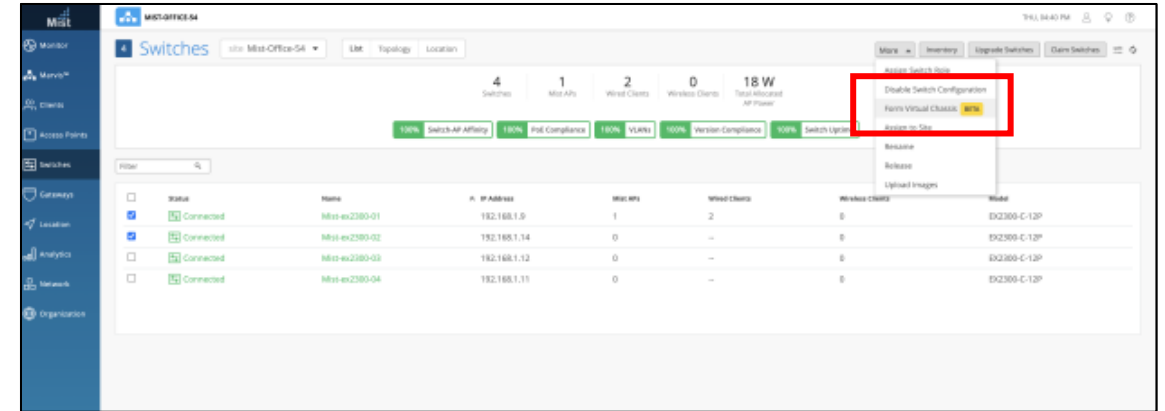 Mist
MIST-OFFICE-54
THU, 04:40 PM
Monitor
Marvis™
Clients
Access Points
Switches
Gateways
Location
Analytics
Network
Organization
4 Switches site Mist-Office-54 List Topology Location
More Inventory Upgrade Switches Claim Switches
4 Switches
1 Mist APs
2 Wired Clients
0 Wireless Clients
18 W Total Allocated AP Power
100% Switch-AP Affinity 100% PoE Compliance 100% VLANs 100% Version Compliance 100% Switch Uptime
Assign Switch Role
Disable Switch Configuration
Form Virtual Chassis BETA
Assign to Site
Rename
Release
Upload Images
Filter
Status Name IP Address Mist APs Wired Clients Wireless Clients Model
Connected Mist-ex2300-01 192.168.1.9 1 2 0 EX2300-C-12P
Connected Mist-ex2300-02 192.168.1.14 0 -- 0 EX2300-C-12P
Connected Mist-ex2300-03 192.168.1.12 0 -- 0 EX2300-C-12P
Connected Mist-ex2300-04 192.168.1.11 0 -- 0 EX2300-C-12P